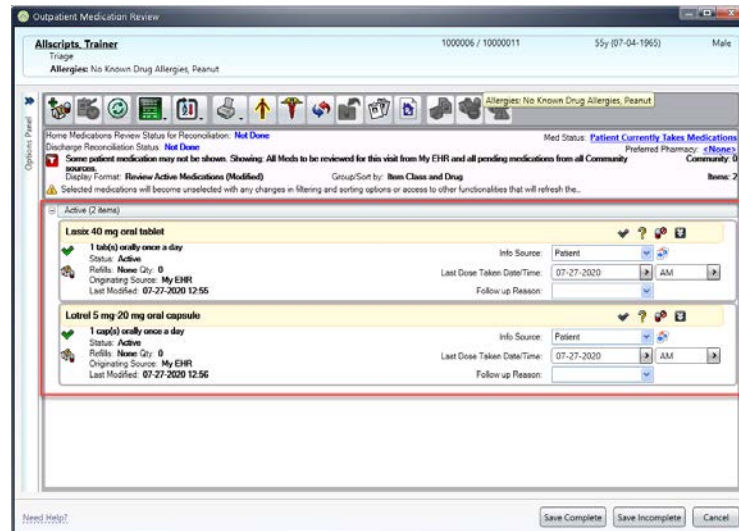 Outpatient Medication Review
Allscripts, Trainer 1000006 / 10000011 55y (07-04-1965) Male
Triage
Allergies: No Known Drug Allergies, Peanut
Allergies: No Known Drug Allergies, Peanut
Options Panel
Home Medications Review Status for Reconciliation: Not Done Med Status: Patient Currently Takes Medications
Discharge Reconciliation Status: Not Done Preferred Pharmacy: <None>
Some patient medication may not be shown. Showing: All Meds to be reviewed for this visit from My EHR and all pending medications from all Community Community: 0
sources.
Display Format: Review Active Medications (Modified) Group/Sort by: Item Class and Drug Items: 2
Selected medications will become unselected with any changes in filtering and sorting options or access to other functionalities that will refresh the...
Active (2 items)
Lasix 40 mg oral tablet
1 tab(s) orally once a day
Info Source: Patient
Status: Active
Refills: None Qty: 0
Last Dose Taken Date/Time: 07-27-2020 AM
Originating Source: My EHR
Last Modified: 07-27-2020 12:55
Follow up Reason:
Lotrel 5 mg-20 mg oral capsule
1 cap(s) orally once a day
Info Source: Patient
Status: Active
Refills: None Qty: 0
Last Dose Taken Date/Time: 07-27-2020 AM
Originating Source: My EHR
Last Modified: 07-27-2020 12:56
Follow up Reason:
Need Help?
Save Complete Save Incomplete Cancel